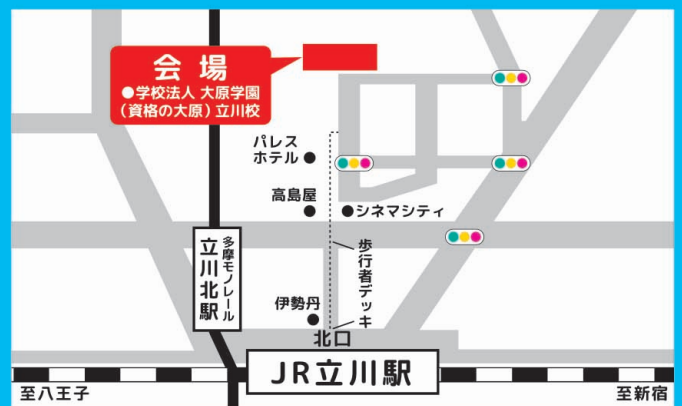 会場
●学校法人 大原学園
(資格の大原) 立川校
パレス
ホテル
高島屋
シネマシティ
多摩モノレール
立川北駅
歩行者デッキ
伊勢丹
北口
JR立川駅
至八王子
至新宿